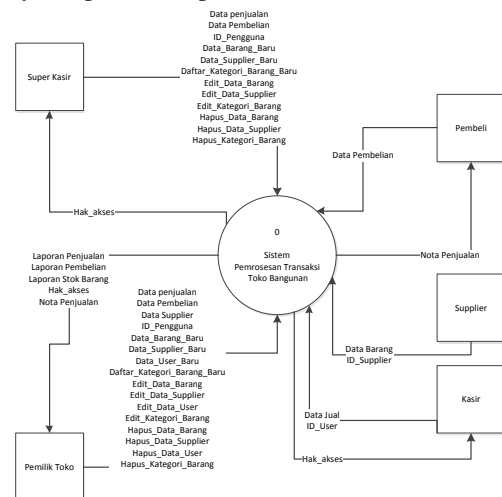 Data penjualan
Data Pembelian
ID_Pengguna
Data_Barang_Baru
Data_Supplier_Baru
Daftar_Kategori_Barang_Baru
Edit_Data_Barang
Edit_Data_Supplier
Edit_Kategori_Barang
Hapus_Data_Barang
Hapus_Data_Supplier
Hapus_Kategori_Barang
Super Kasir
Pembeli
Data Pembelian
Hak_akses
0
Sistem
Pemrosesan Transaksi
Toko Bangunan
Nota Penjualan
Laporan Penjualan
Laporan Pembelian
Laporan Stok Barang
Hak_akses
Nota Penjualan
Data penjualan
Data Pembelian
Data Supplier
ID_Pengguna
Data_Barang_Baru
Data_Supplier_Baru
Data_User_Baru
Daftar_Kategori_Barang_Baru
Edit_Data_Barang
Edit_Data_Supplier
Edit_Data_User
Edit_Kategori_Barang
Hapus_Data_Barang
Hapus_Data_Supplier
Hapus_Data_User
Hapus_Kategori_Barang
Supplier
Data Barang
ID_Supplier
Kasir
Data Jual
ID_User
Hak_akses
Pemilik Toko